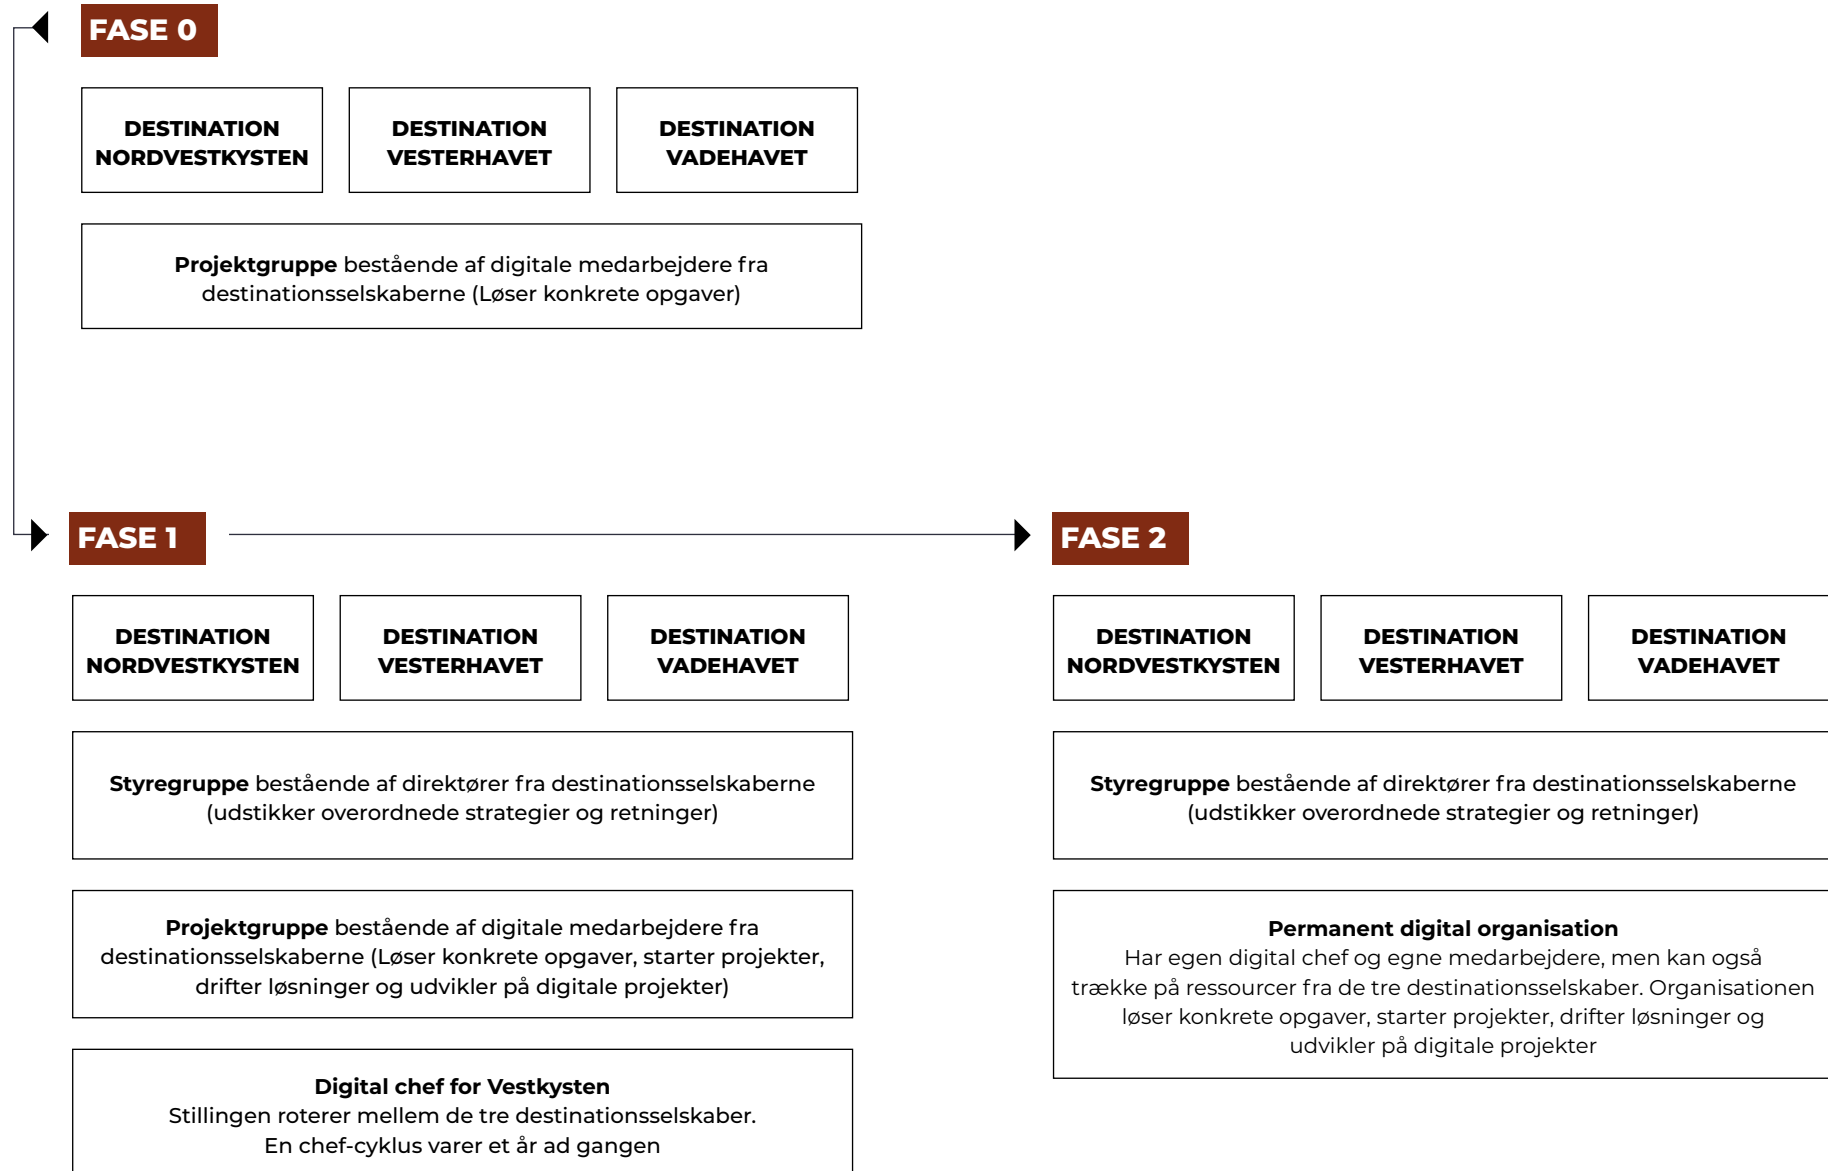 FASE 0
DESTINATION
NORDVESTKYSTEN
DESTINATION
VESTERHAVET
DESTINATION
VADEHAVET
Projektgruppe bestående af digitale medarbejdere fra
destinationsselskaberne (Løser konkrete opgaver)
FASE 1
DESTINATION
NORDVESTKYSTEN
DESTINATION
VESTERHAVET
DESTINATION
VADEHAVET
Styregruppe bestående af direktører fra destinationsselskaberne
(udstikker overordnede strategier og retninger)
Projektgruppe bestående af digitale medarbejdere fra
destinationsselskaberne (Løser konkrete opgaver, starter projekter,
drifter løsninger og udvikler på digitale projekter)
Digital chef for Vestkysten
Stillingen roterer mellem de tre destinationsselskaber.
En chef-cyklus varer et år ad gangen
FASE 2
DESTINATION
NORDVESTKYSTEN
DESTINATION
VESTERHAVET
DESTINATION
VADEHAVET
Styregruppe bestående af direktører fra destinationsselskaberne
(udstikker overordnede strategier og retninger)
Permanent digital organisation
Har egen digital chef og egne medarbejdere, men kan også
trække på ressourcer fra de tre destinationsselskaber. Organisationen
løser konkrete opgaver, starter projekter, drifter løsninger og
udvikler på digitale projekter